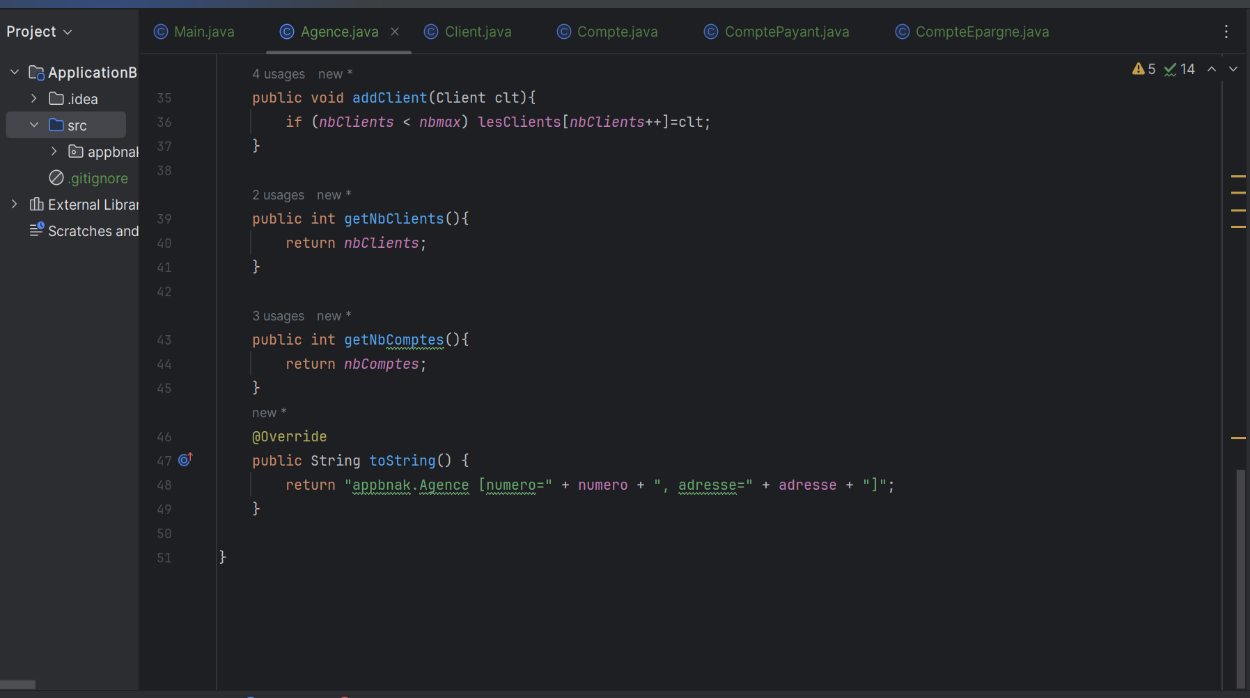 Project
Main.java
Agence.java
Client.java
Compte.java
ComptePayant.java
CompteEpargne.java
ApplicationB
.idea
src
appbnak
.gitignore
External Librar
Scratches and
5 14
4 usages new *
35 public void addClient(Client clt){
36 if (nbClients < nbmax) lesClients[nbClients++]=clt;
37 }
38
2 usages new *
39 public int getNbClients(){
40 return nbClients;
41 }
42
3 usages new *
43 public int getNbComptes(){
44 return nbComptes;
45 }
new *
46 @Override
47 public String toString() {
48 return "appbnak.Agence [numero=" + numero + ", adresse=" + adresse + "]";
49 }
50
51 }